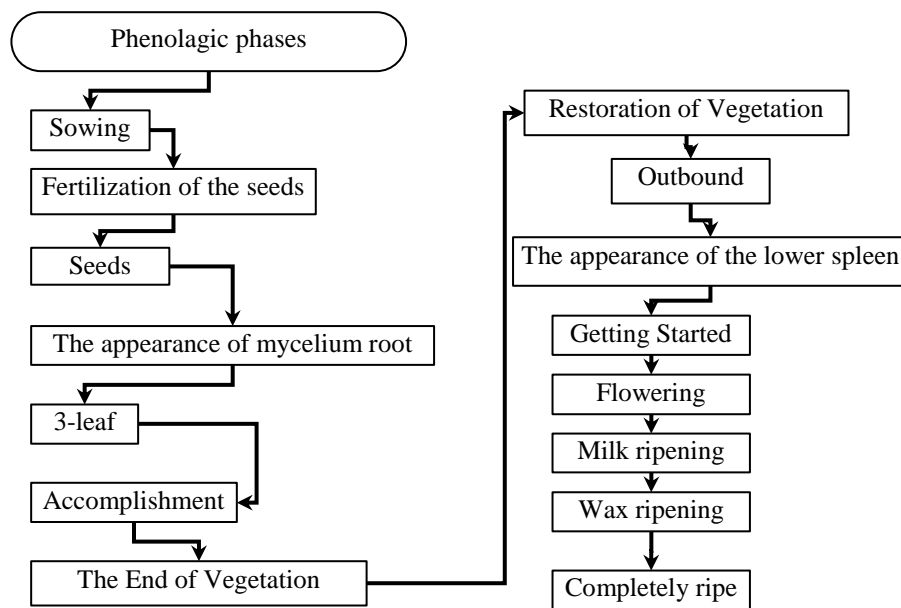 Phenolagic phases
Sowing
Fertilization of the seeds
Seeds
The appearance of mycelium root
3-leaf
Accomplishment
The End of Vegetation
Restoration of Vegetation
Outbound
The appearance of the lower spleen
Getting Started
Flowering
Milk ripening
Wax ripening
Completely ripe